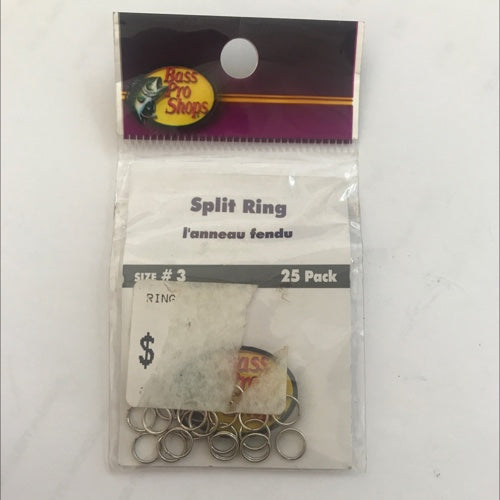 Bass
Pro
Shops
Split Ring
l'anneau fendu
SIZE # 3 25 Pack
RING
$